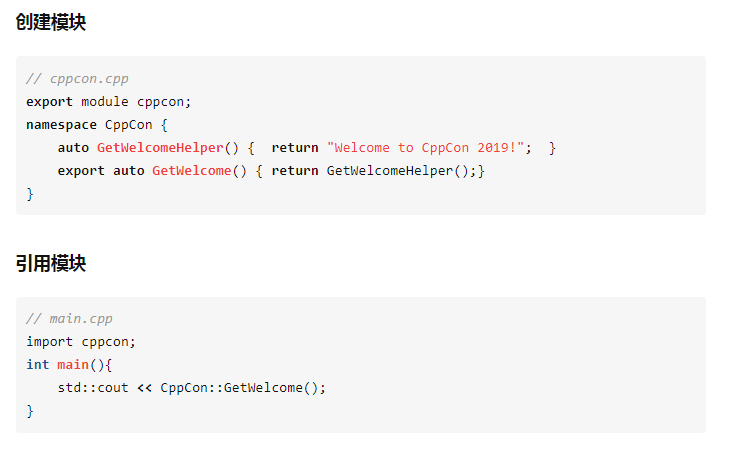 创建模块
// cppcon.cpp
export module cppcon;
namespace CppCon {
    auto GetWelcomeHelper() {  return "Welcome to CppCon 2019!";  }
    export auto GetWelcome() { return GetWelcomeHelper();}
}
引用模块
// main.cpp
import cppcon;
int main(){
    std::cout << CppCon::GetWelcome();
}